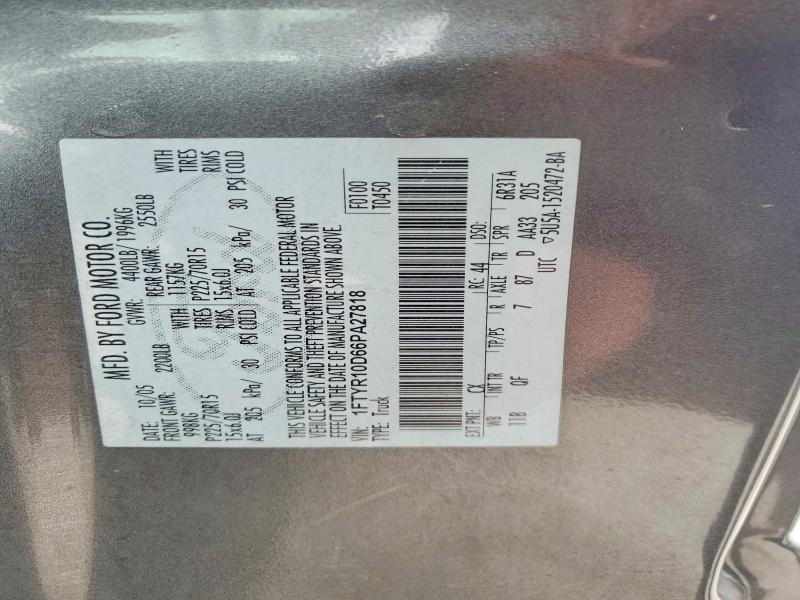 MFD. BY FORD MOTOR CO.
DATE: 10/05 GVWR: 4400LB/1996KG
FRONT GAWR: 2200LB REAR GAWR: 2550LB
998KG WITH 1157KG WITH
P225/70R15 TIRES P225/70R15 TIRES
15x6.0J RIMS 15x6.0J RIMS
AT 205 kPa/ 30 PSI COLD AT 205 kPa/ 30 PSI COLD
THIS VEHICLE CONFORMS TO ALL APPLICABLE FEDERAL MOTOR
VEHICLE SAFETY AND THEFT PREVENTION STANDARDS IN
EFFECT ON THE DATE OF MANUFACTURE SHOWN ABOVE.
VIN: 1FTYR10D66PA27818
TYPE: Truck
F0100
T0450
EXT PNT: CX RC: 44 DSO:
WB INT TR TP/PS R AXLE TR SPR 6R31A
118 QF 7 87 D AA33 205
UTC ▽5U5A-1520472-BA